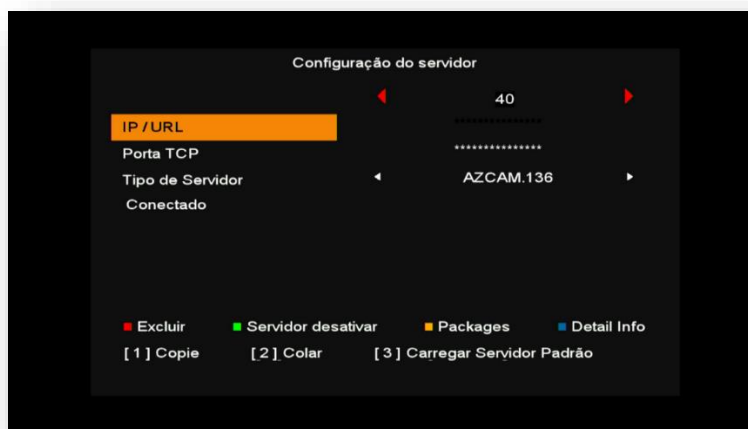 Configuração do servidor
40
IP / URL ***************
Porta TCP ***************
Tipo de Servidor AZCAM.136
Conectado
Excluir Servidor desativar Packages Detail Info
[ 1 ] Copie [ 2 ] Colar [ 3 ] Carregar Servidor Padrão